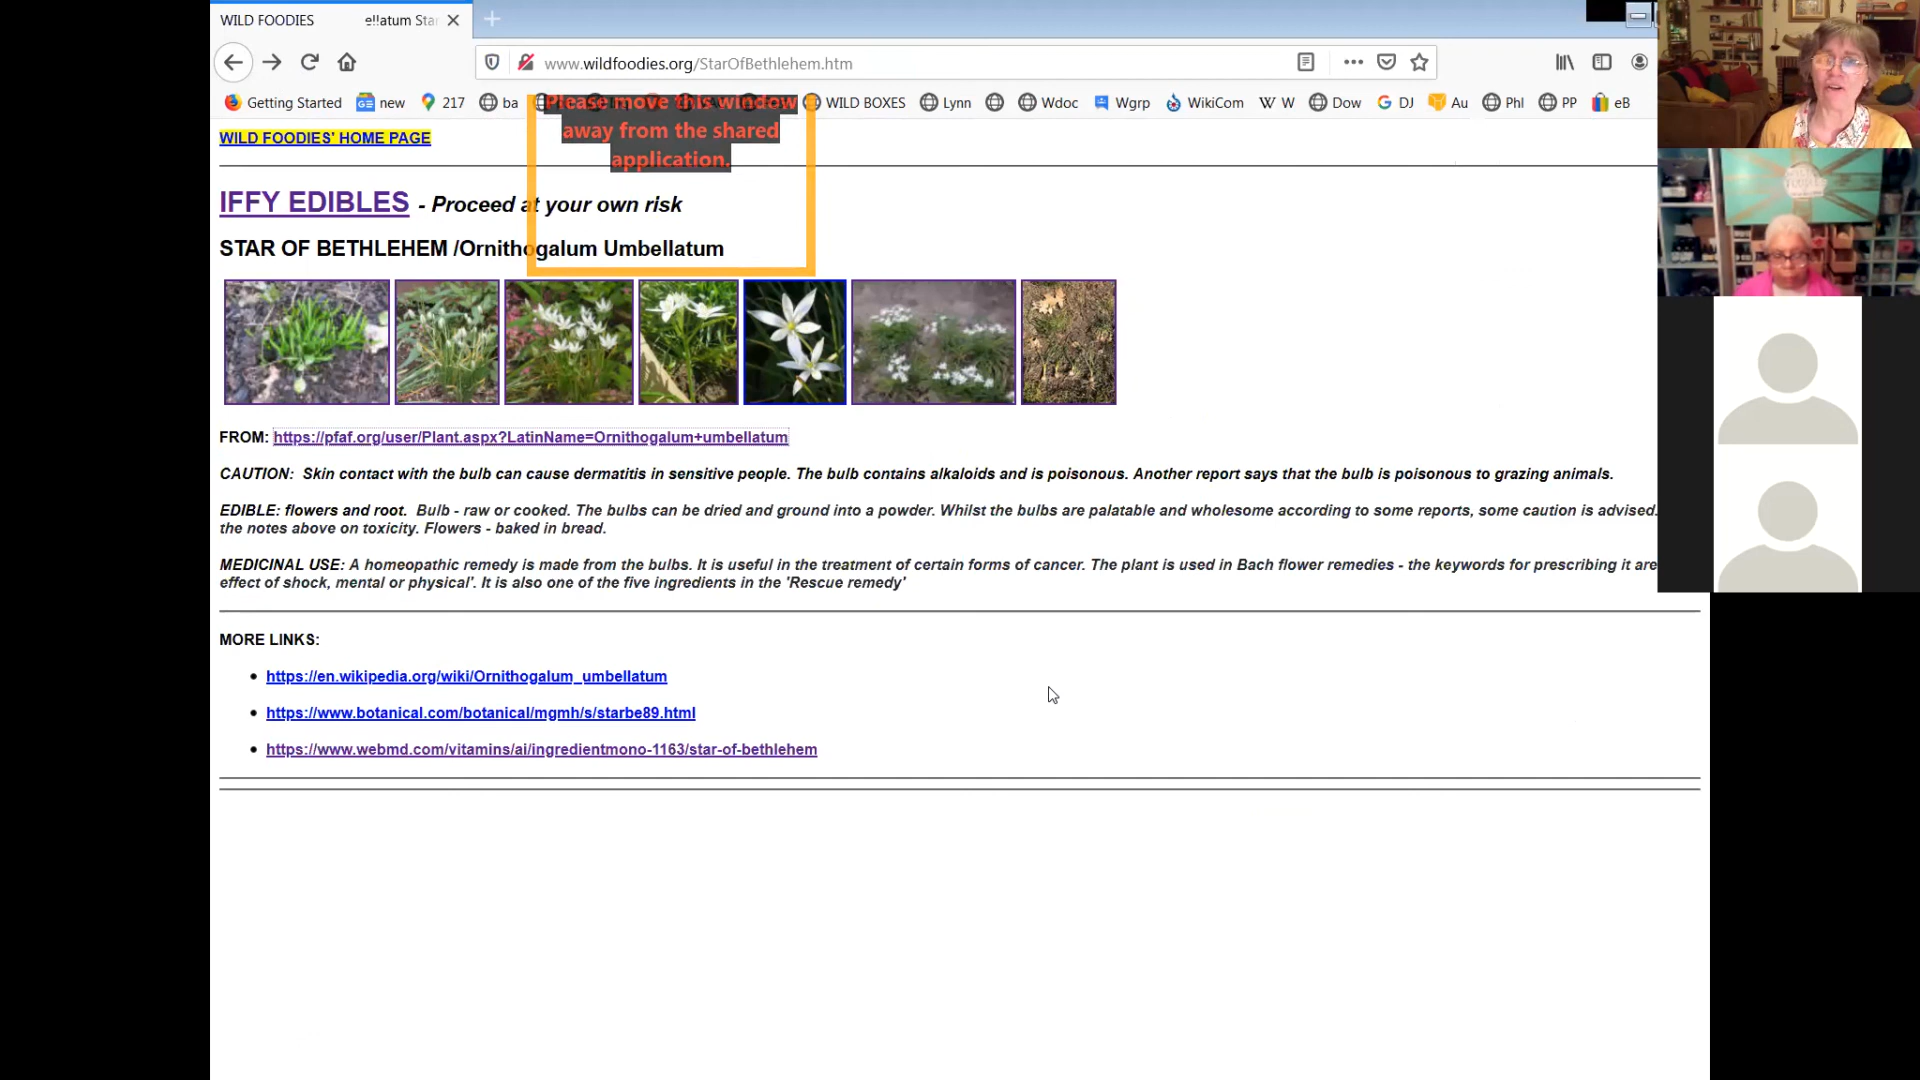 WILD FOODIES ellatum Star
www.wildfoodies.org/StarOfBethlehem.htm
Getting Started new 217 ba WILD BOXES Lynn Wdoc Wgrp WikiCom W W Dow DJ Au Phl PP eB
Please move this window
away from the shared
application.
WILD FOODIES' HOME PAGE
IFFY EDIBLES - Proceed at your own risk
STAR OF BETHLEHEM /Ornithogalum Umbellatum
FROM: https://pfaf.org/user/Plant.aspx?LatinName=Ornithogalum+umbellatum
CAUTION: Skin contact with the bulb can cause dermatitis in sensitive people. The bulb contains alkaloids and is poisonous. Another report says that the bulb is poisonous to grazing animals.
EDIBLE: flowers and root. Bulb - raw or cooked. The bulbs can be dried and ground into a powder. Whilst the bulbs are palatable and wholesome according to some reports, some caution is advised.
the notes above on toxicity. Flowers - baked in bread.
MEDICINAL USE: A homeopathic remedy is made from the bulbs. It is useful in the treatment of certain forms of cancer. The plant is used in Bach flower remedies - the keywords for prescribing it are
effect of shock, mental or physical'. It is also one of the five ingredients in the 'Rescue remedy'
MORE LINKS:
https://en.wikipedia.org/wiki/Ornithogalum_umbellatum
https://www.botanical.com/botanical/mgmh/s/starbe89.html
https://www.webmd.com/vitamins/ai/ingredientmono-1163/star-of-bethlehem